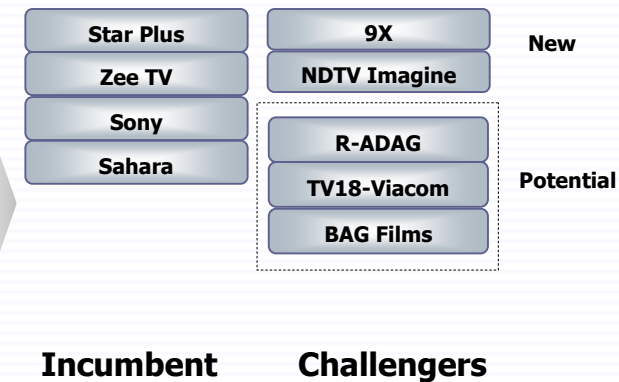 Star Plus
Zee TV
Sony
Sahara
9X
NDTV Imagine
New
R-ADAG
TV18-Viacom
BAG Films
Potential
Incumbent
Challengers